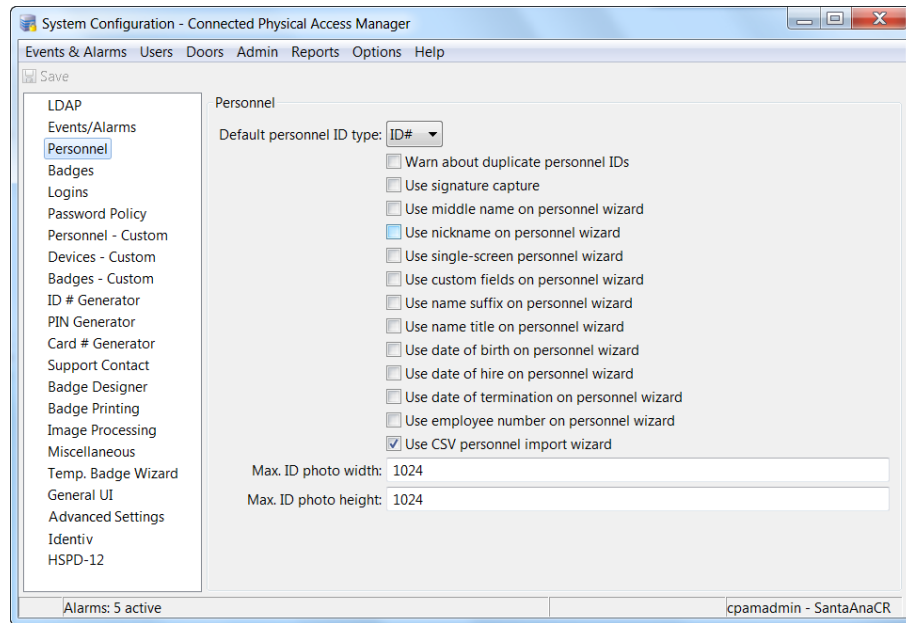 System Configuration - Connected Physical Access Manager
Events & Alarms Users Doors Admin Reports Options Help
Save
LDAP
Events/Alarms
Personnel
Badges
Logins
Password Policy
Personnel - Custom
Devices - Custom
Badges - Custom
ID # Generator
PIN Generator
Card # Generator
Support Contact
Badge Designer
Badge Printing
Image Processing
Miscellaneous
Temp. Badge Wizard
General UI
Advanced Settings
Identiv
HSPD-12
Personnel
Default personnel ID type: ID#
Warn about duplicate personnel IDs
Use signature capture
Use middle name on personnel wizard
Use nickname on personnel wizard
Use single-screen personnel wizard
Use custom fields on personnel wizard
Use name suffix on personnel wizard
Use name title on personnel wizard
Use date of birth on personnel wizard
Use date of hire on personnel wizard
Use date of termination on personnel wizard
Use employee number on personnel wizard
Use CSV personnel import wizard
Max. ID photo width: 1024
Max. ID photo height: 1024
Alarms: 5 active
cpamadmin - SantaAnaCR